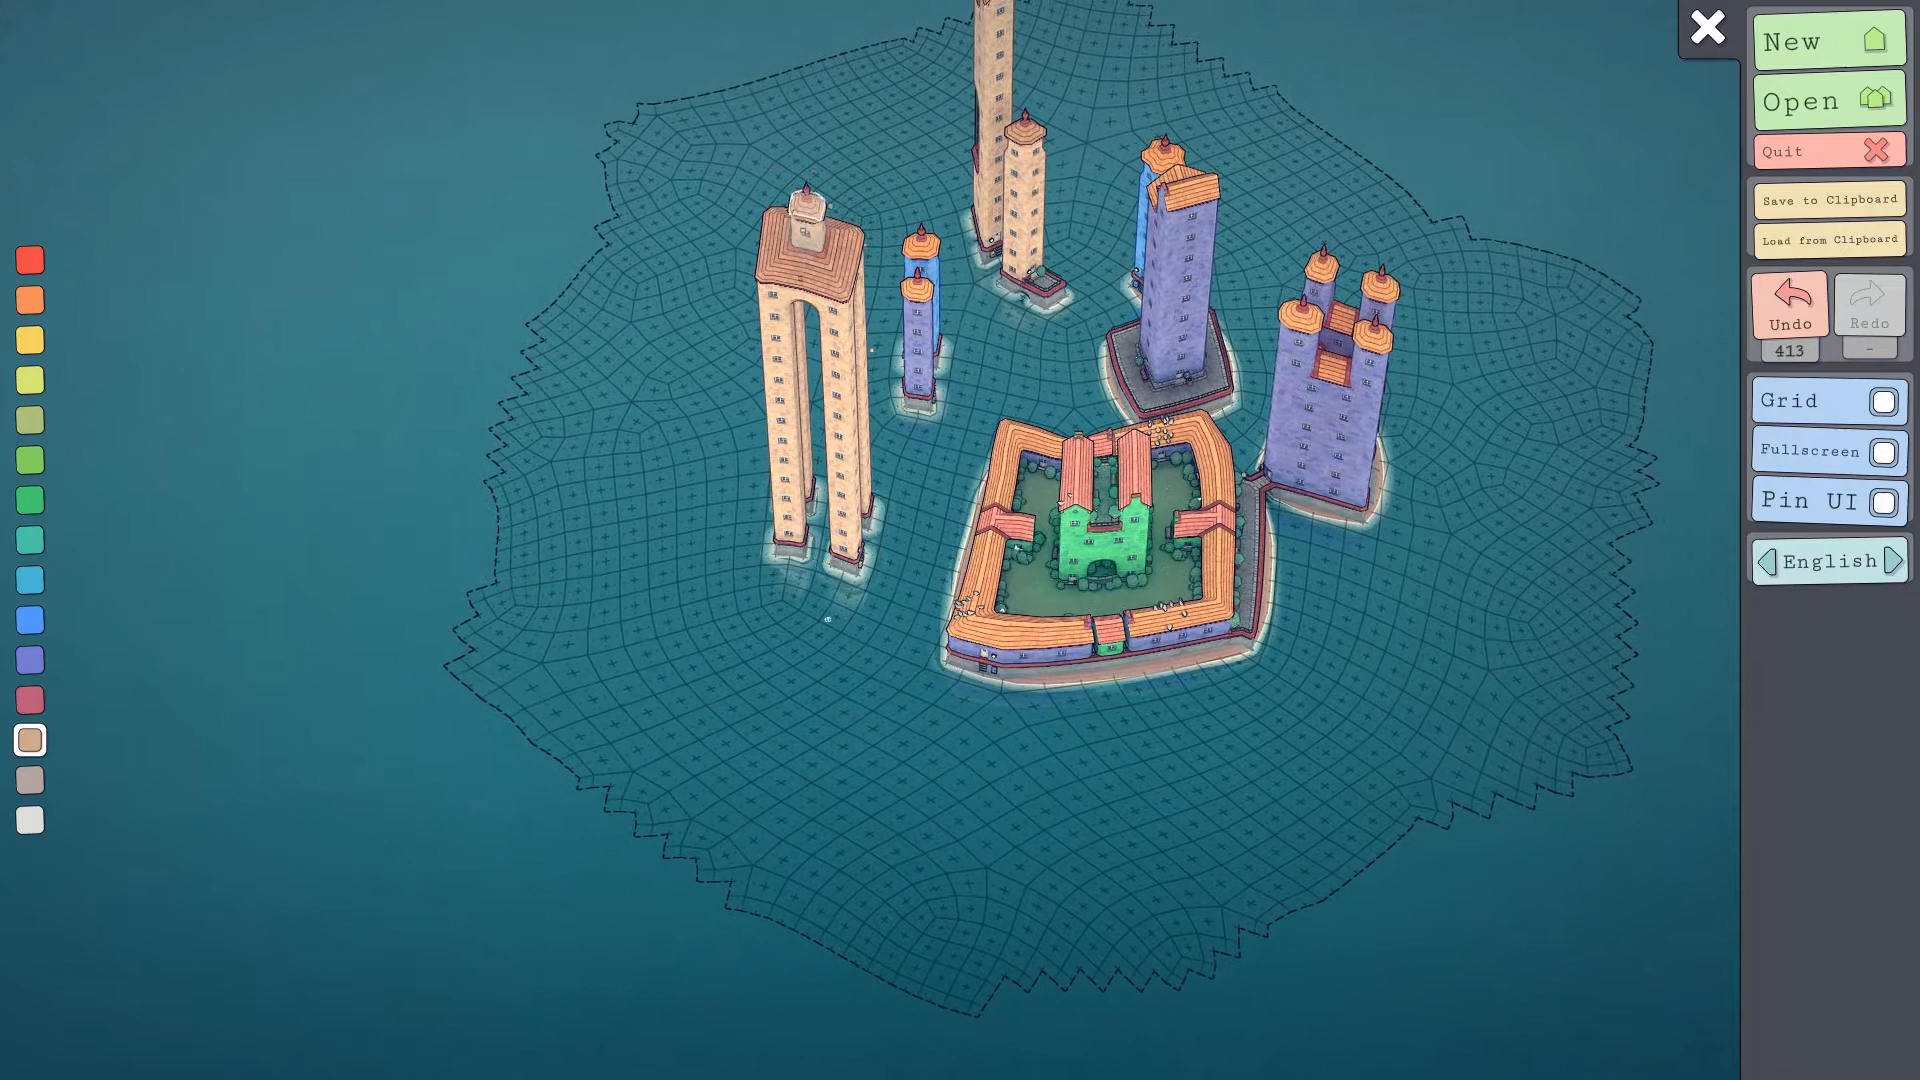 New
Open
Quit
Save to Clipboard
Load from Clipboard
Undo
Redo
413
-
Grid
Fullscreen
Pin UI
English